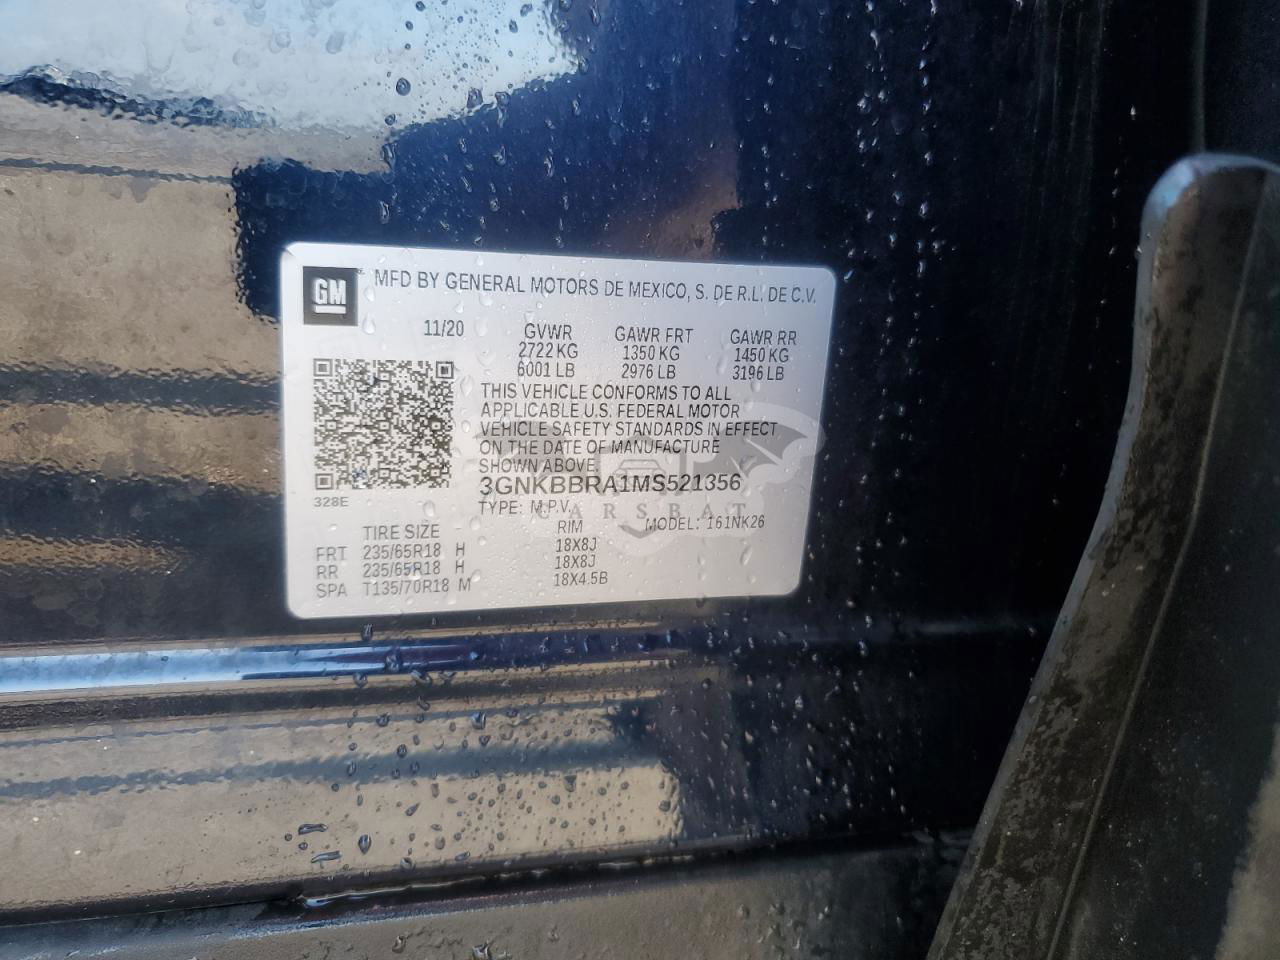 GM
MFD BY GENERAL MOTORS DE MEXICO, S. DE R.L. DE C.V.
11/20 GVWR GAWR FRT GAWR RR
2722 KG 1350 KG 1450 KG
6001 LB 2976 LB 3196 LB
THIS VEHICLE CONFORMS TO ALL
APPLICABLE U.S. FEDERAL MOTOR
VEHICLE SAFETY STANDARDS IN EFFECT
ON THE DATE OF MANUFACTURE
SHOWN ABOVE.
3GNKBBRA1MS521356
328E
TYPE: M.P.V.
CARSBAT
MODEL: 161NK26
TIRE SIZE RIM
FRT 235/65R18 H 18X8J
RR 235/65R18 H 18X8J
SPA T135/70R18 M 18X4.5B